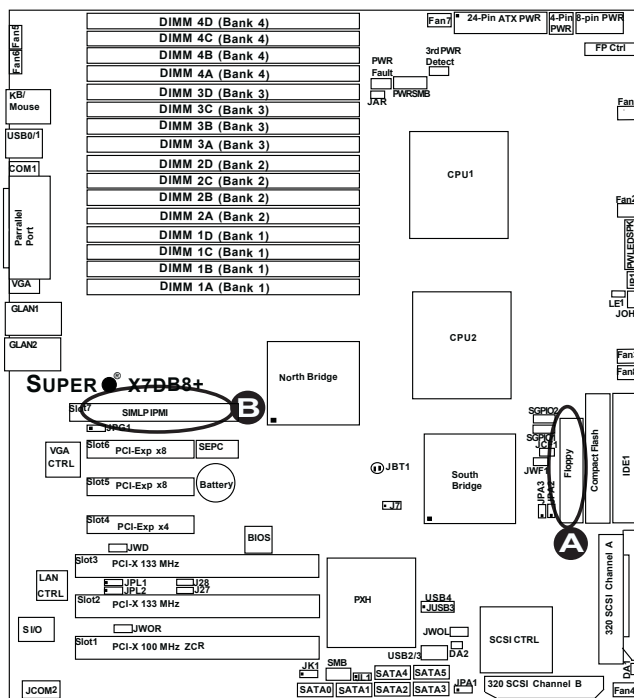 DIMM 4D (Bank 4)
DIMM 4C (Bank 4)
DIMM 4B (Bank 4)
DIMM 4A (Bank 4)
DIMM 3D (Bank 3)
DIMM 3C (Bank 3)
DIMM 3B (Bank 3)
DIMM 3A (Bank 3)
DIMM 2D (Bank 2)
DIMM 2C (Bank 2)
DIMM 2B (Bank 2)
DIMM 2A (Bank 2)
DIMM 1D (Bank 1)
DIMM 1C (Bank 1)
DIMM 1B (Bank 1)
DIMM 1A (Bank 1)
Fan5
Fan6
KB/
Mouse
USB0/1
COM1
Parrallel
Port
VGA
GLAN1
GLAN2
Fan7
24-Pin ATX PWR
4-Pin
PWR
8-pin PWR
FP Ctrl
3rd PWR
Detect
PWR
Fault
PWRSMB
JAR
CPU1
CPU2
PWLEDSPK
LE1
JOH
North Bridge
SUPER ® X7DB8+
Slot7
SIMLP IPMI
B
JPG1
VGA
CTRL
Slot6
PCI-Exp x8
SEPC
Slot5
PCI-Exp x8
Battery
Slot4
PCI-Exp x4
BIOS
JWD
Slot3
PCI-X 133 MHz
LAN
CTRL
JPL1
JPL2
J28
J27
Slot2
PCI-X 133 MHz
S I/O
JWOR
Slot1
PCI-X 100 MHz ZCR
JCOM2
JBT1
J7
South
Bridge
SGPIO2
SGPIO1
JCF1
JWF1
JPA3
JPA2
Floppy
A
Compact Flash
IDE1
320 SCSI Channel A
PXH
USB4
JUSB3
JWOL
USB2/3
DA2
SCSI CTRL
DA1
JK1
SMB
SATA4
SATA5
SATA0
SATA1
SATA2
SATA3
JPA1
320 SCSI Channel B
Fan4